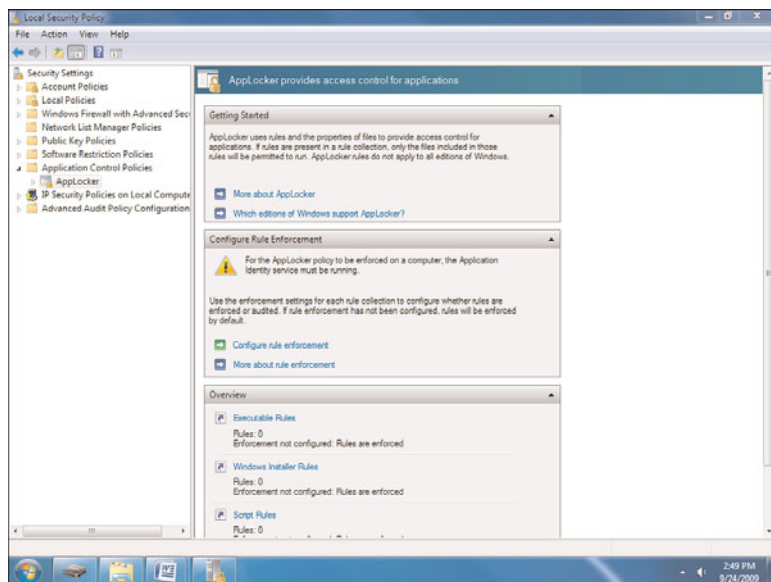 Local Security Policy
File Action View Help
Security Settings
Account Policies
Local Policies
Windows Firewall with Advanced Sec
Network List Manager Policies
Public Key Policies
Software Restriction Policies
Application Control Policies
AppLocker
IP Security Policies on Local Compute
Advanced Audit Policy Configuration
AppLocker provides access control for applications
Getting Started
AppLocker uses rules and the properties of files to provide access control for
applications. If rules are present in a rule collection, only the files included in those
rules will be permitted to run. AppLocker rules do not apply to all editions of Windows.
More about AppLocker
Which editions of Windows support AppLocker?
Configure Rule Enforcement
For the AppLocker policy to be enforced on a computer, the Application
Identity service must be running.
Use the enforcement settings for each rule collection to configure whether rules are
enforced or audited. If rule enforcement has not been configured, rules will be enforced
by default.
Configure rule enforcement
More about rule enforcement
Overview
Executable Rules
Rules: 0
Enforcement not configured: Rules are enforced
Windows Installer Rules
Rules: 0
Enforcement not configured: Rules are enforced
Script Rules
Rules: 0
2:49 PM
9/24/2009